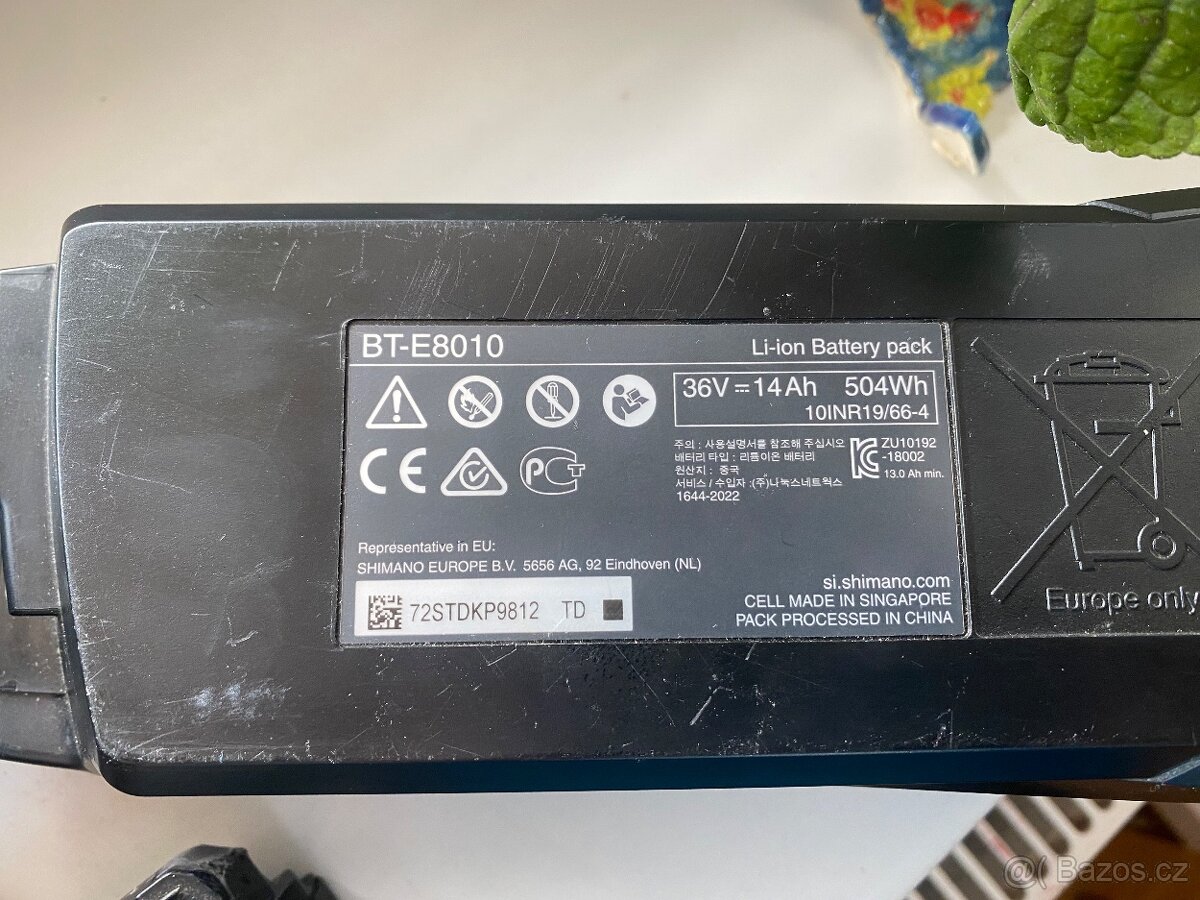 BT-E8010
Li-ion Battery pack
36V⎓14Ah 504Wh
10INR19/66-4
CE
PCT
주의 : 사용설명서를 참조해 주십시오
배터리 타입 : 리튬이온 배터리
원산지 : 중국
서비스 / 수입자 :(주)나눅스네트웍스
1644-2022
ZU10192
-18002
13.0 Ah min.
Representative in EU:
SHIMANO EUROPE B.V. 5656 AG, 92 Eindhoven (NL)
72STDKP9812 TD
si.shimano.com
CELL MADE IN SINGAPORE
PACK PROCESSED IN CHINA
Europe only
Bazos.cz